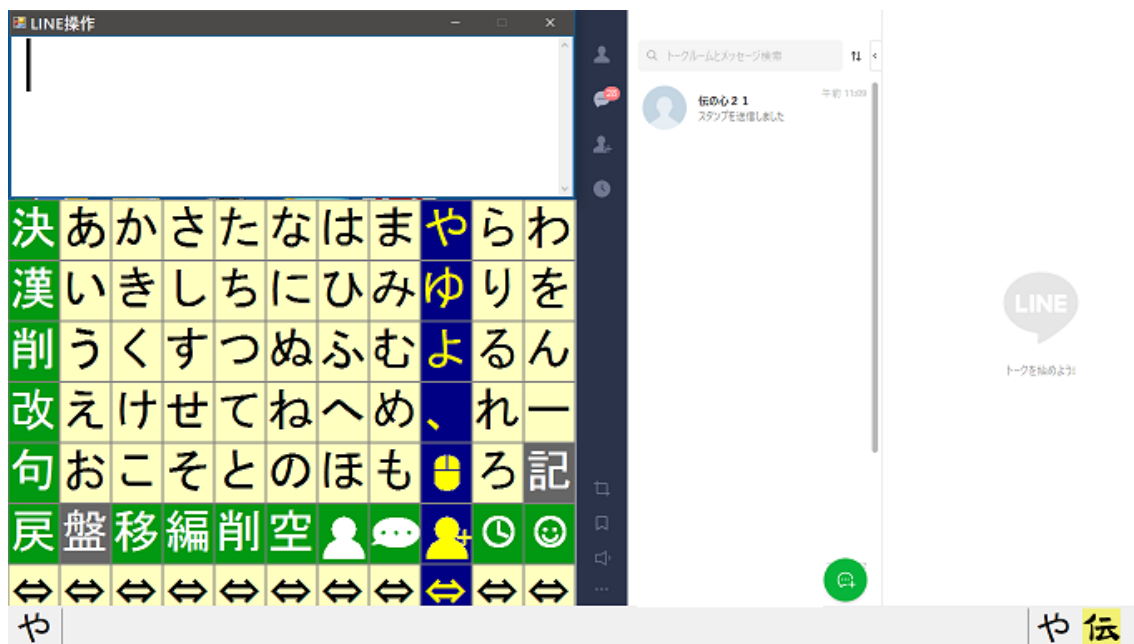 LINE操作
トークルームとメッセージ検索
伝の心21
午前 11:09
スタンプを送信しました
28
LINE
トークを始めよう!
決あかさたなはまやらわ
漢いきしちにひみゆりを
削うくすつぬふむよるん
改えけせてねへめ、れー
句おこそとのほも ろ記
戻盤移編削空
や
や 伝